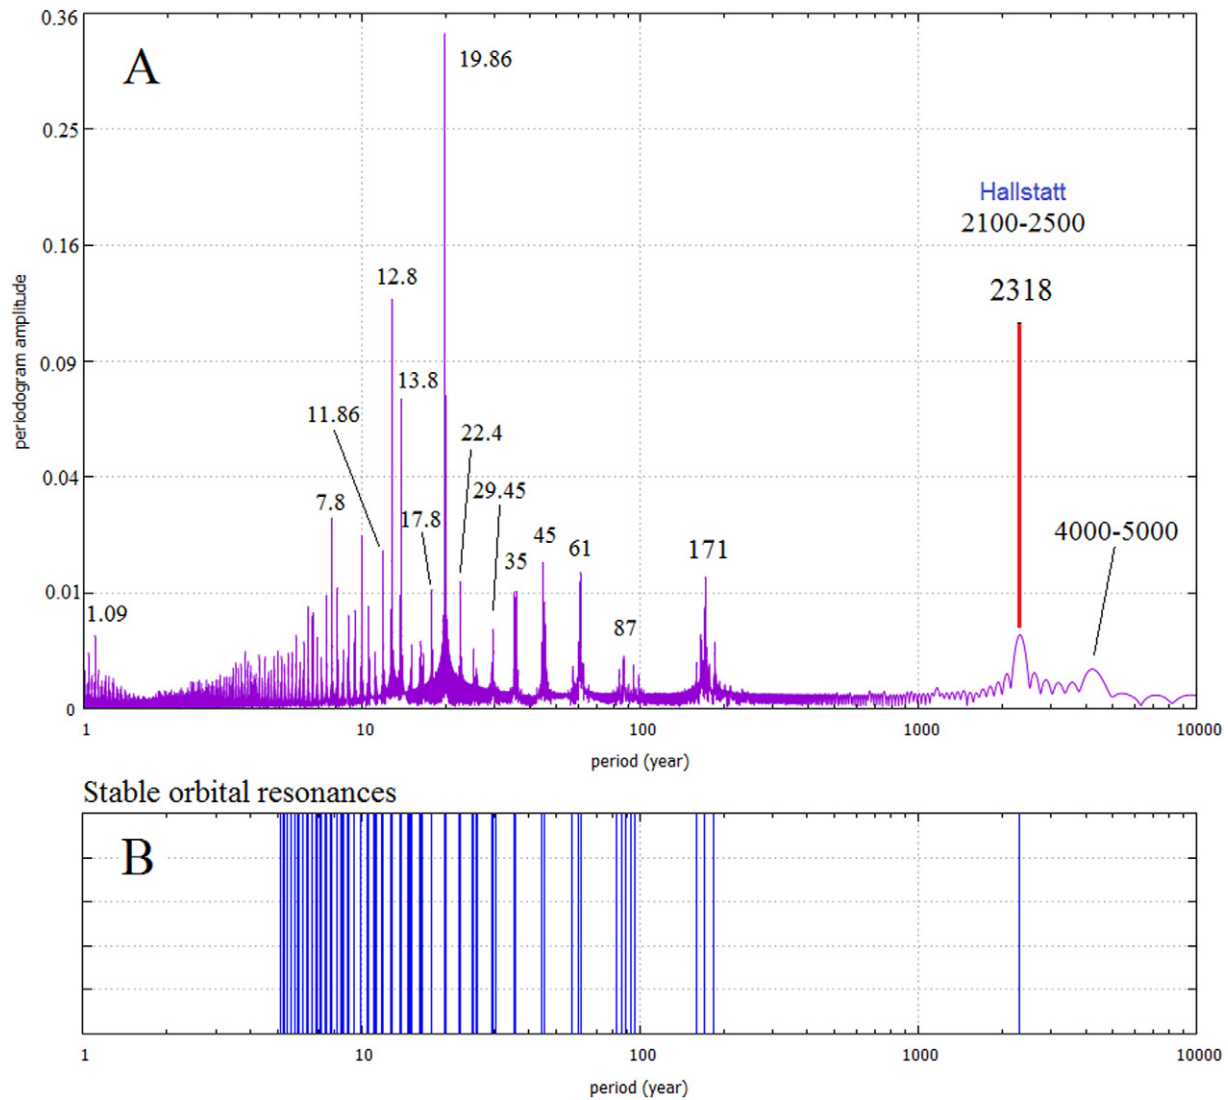 A
0.36
0.25
0.16
0.09
0.04
0.01
0
periodogram amplitude
19.86
Hallstatt
2100-2500
2318
12.8
13.8
11.86
22.4
29.45
7.8
17.8
35
45
61
171
4000-5000
1.09
87
1 10 100 1000 10000
period (year)
Stable orbital resonances
B
1 10 100 1000 10000
period (year)